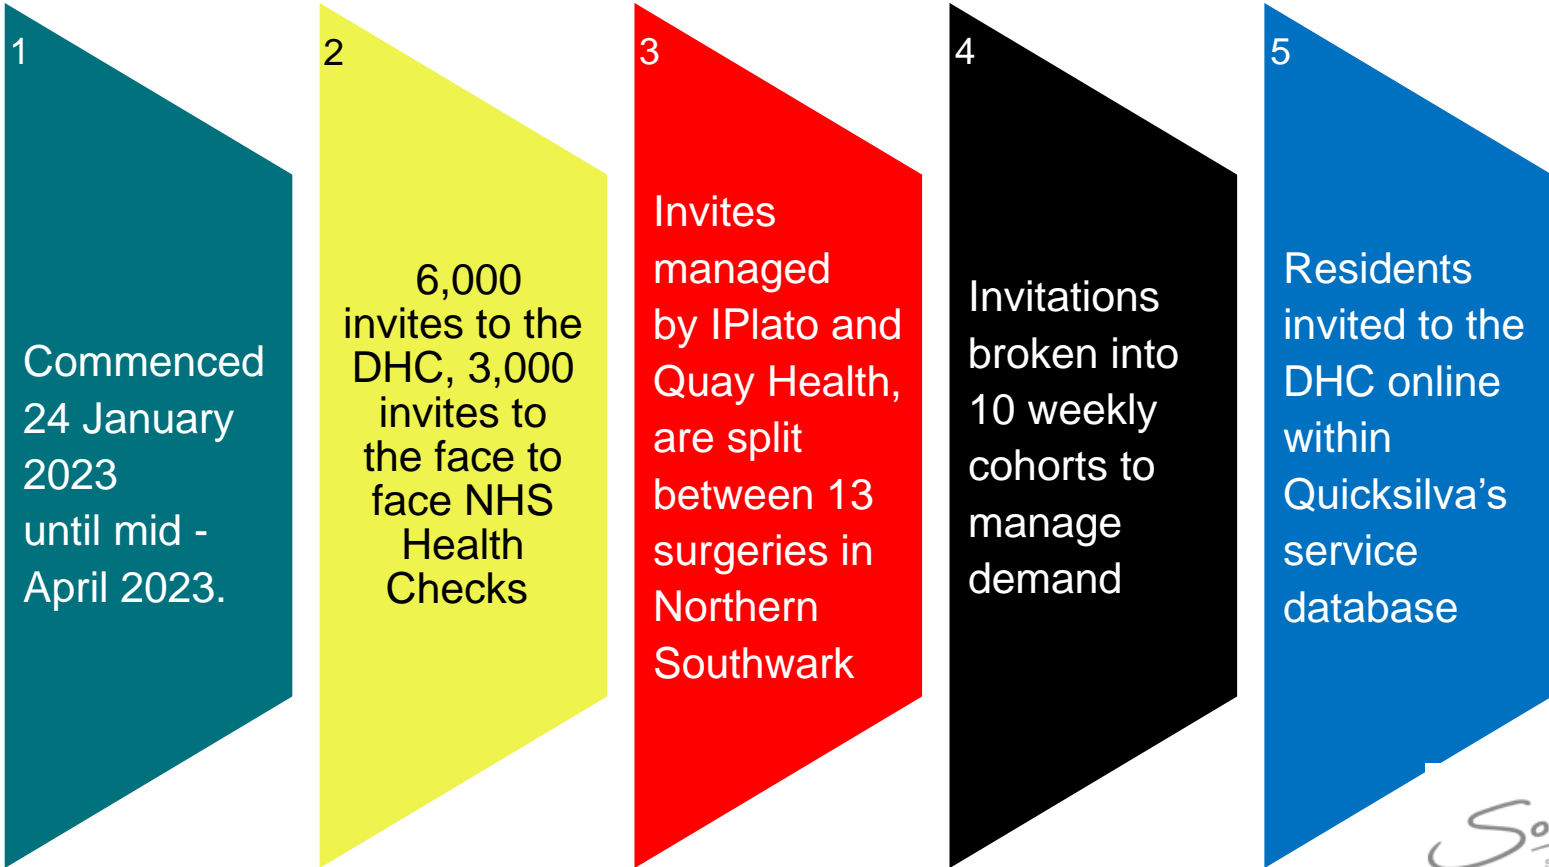 1
Commenced
24 January
2023
until mid -
April 2023.
2
6,000
invites to the
DHC, 3,000
invites to
the face to
face NHS
Health
Checks
3
Invites
managed
by IPlato and
Quay Health,
are split
between 13
surgeries in
Northern
Southwark
4
Invitations
broken into
10 weekly
cohorts to
manage
demand
5
Residents
invited to the
DHC online
within
Quicksilva’s
service
database